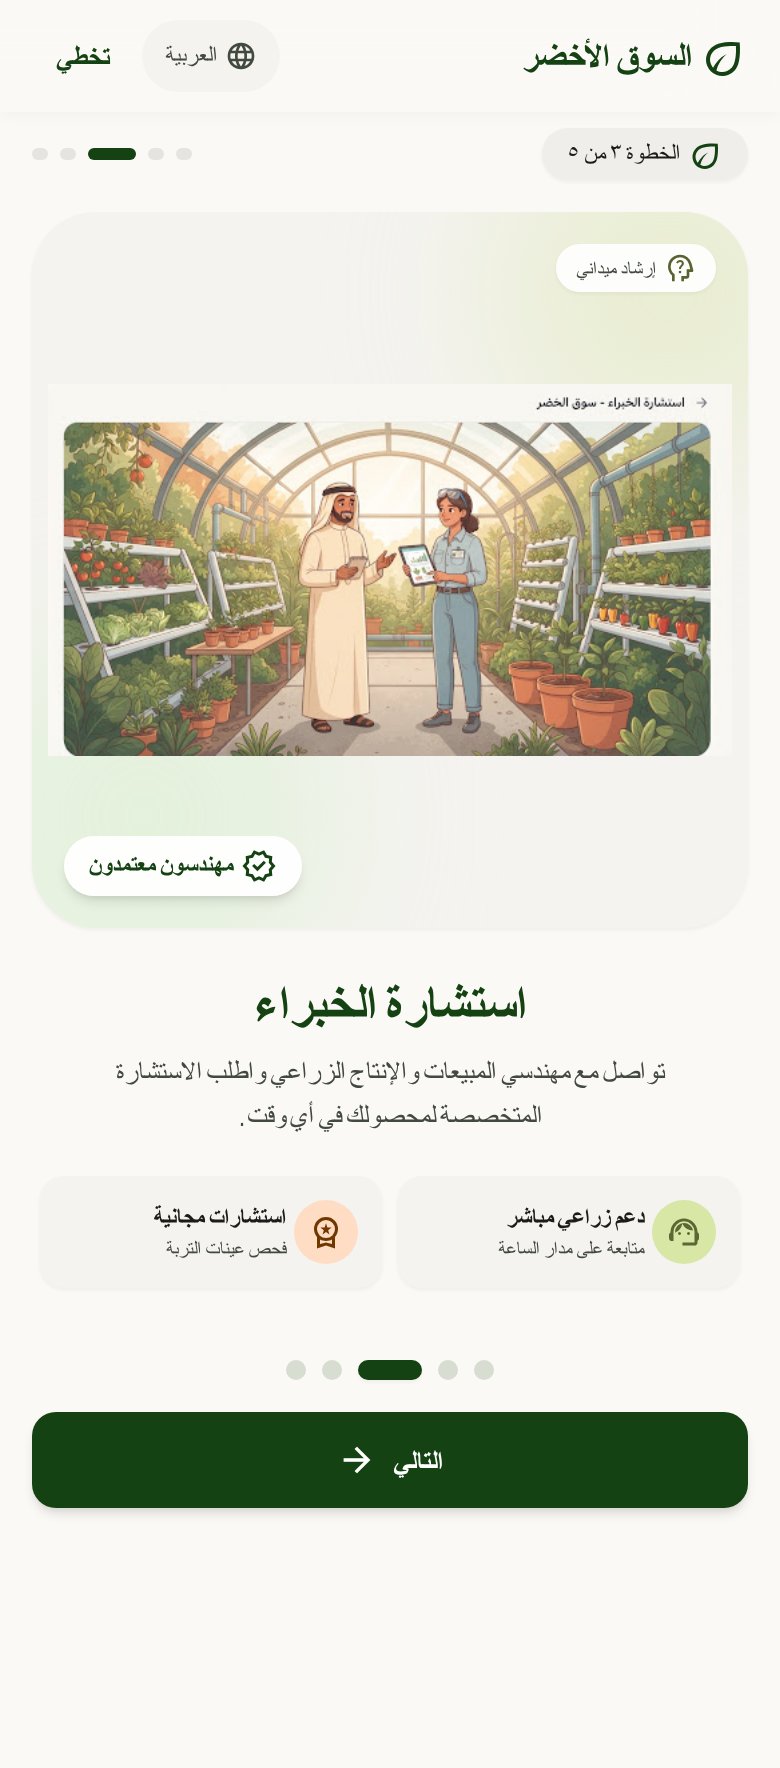 السوق الأخضر
العربية
تخطي
الخطوة ٣ من ٥
إرشاد ميداني
استشارة الخبراء - سوق الخضر
مهندسون معتمدون
استشارة الخبراء
تواصل مع مهندسي المبيعات والإنتاج الزراعي واطلب الاستشارة
المتخصصة لمحصولك في أي وقت.
دعم زراعي مباشر
متابعة على مدار الساعة
استشارات مجانية
فحص عينات التربة
التالي